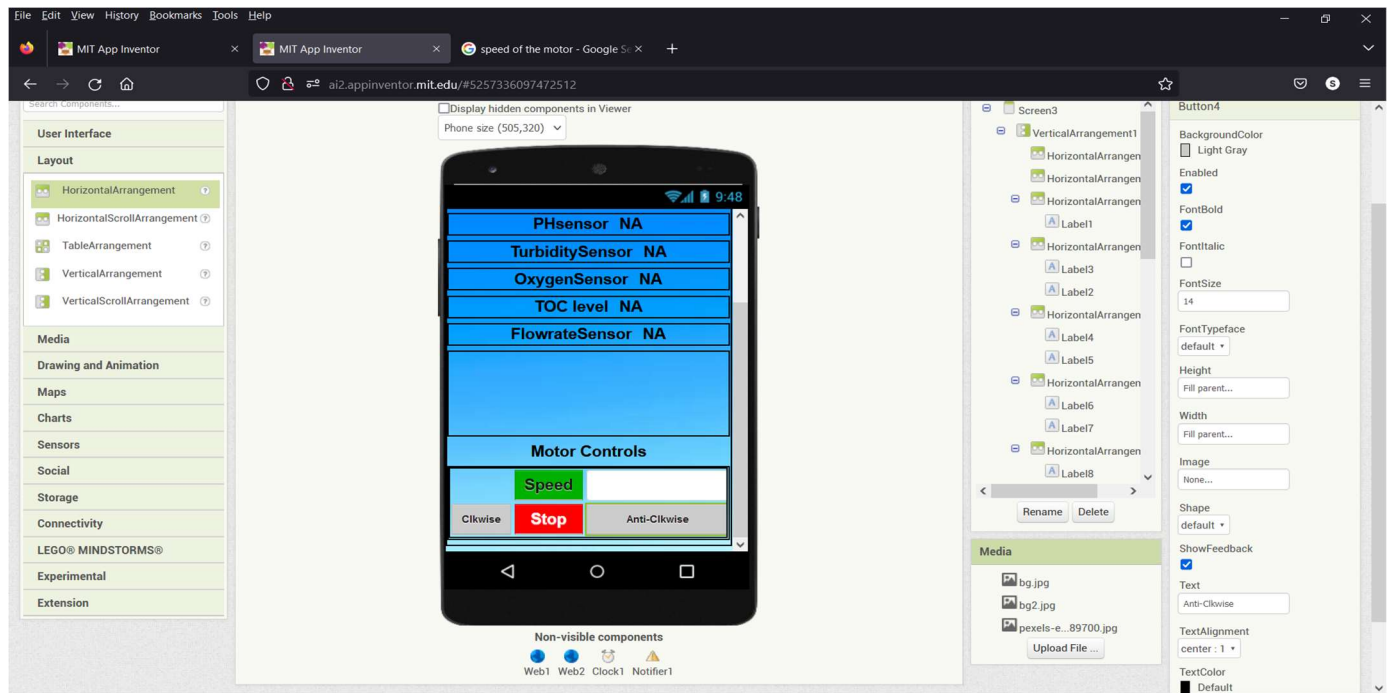 File Edit View History Bookmarks Tools Help
MIT App Inventor
MIT App Inventor
speed of the motor - Google Se
ai2.appinventor.mit.edu/#5257336097472512
S
Search Components...
User Interface
Layout
HorizontalArrangement
HorizontalScrollArrangement
TableArrangement
VerticalArrangement
VerticalScrollArrangement
Media
Drawing and Animation
Maps
Charts
Sensors
Social
Storage
Connectivity
LEGO® MINDSTORMS®
Experimental
Extension
Display hidden components in Viewer
Phone size (505,320)
9:48
PHsensor NA
TurbiditySensor NA
OxygenSensor NA
TOC level NA
FlowrateSensor NA
Motor Controls
Speed
Clkwise Stop Anti-Clkwise
Non-visible components
Web1 Web2 Clock1 Notifier1
Screen3
VerticalArrangement1
HorizontalArrangen
HorizontalArrangen
HorizontalArrangen
Label1
HorizontalArrangen
Label3
Label2
HorizontalArrangen
Label4
Label5
HorizontalArrangen
Label6
Label7
HorizontalArrangen
Label8
Rename Delete
Media
bg.jpg
bg2.jpg
pexels-e...89700.jpg
Upload File ...
Button4
BackgroundColor
Light Gray
Enabled
FontBold
FontItalic
FontSize
14
FontTypeface
default
Height
Fill parent...
Width
Fill parent...
Image
None...
Shape
default
ShowFeedback
Text
Anti-Clkwise
TextAlignment
center : 1
TextColor
Default